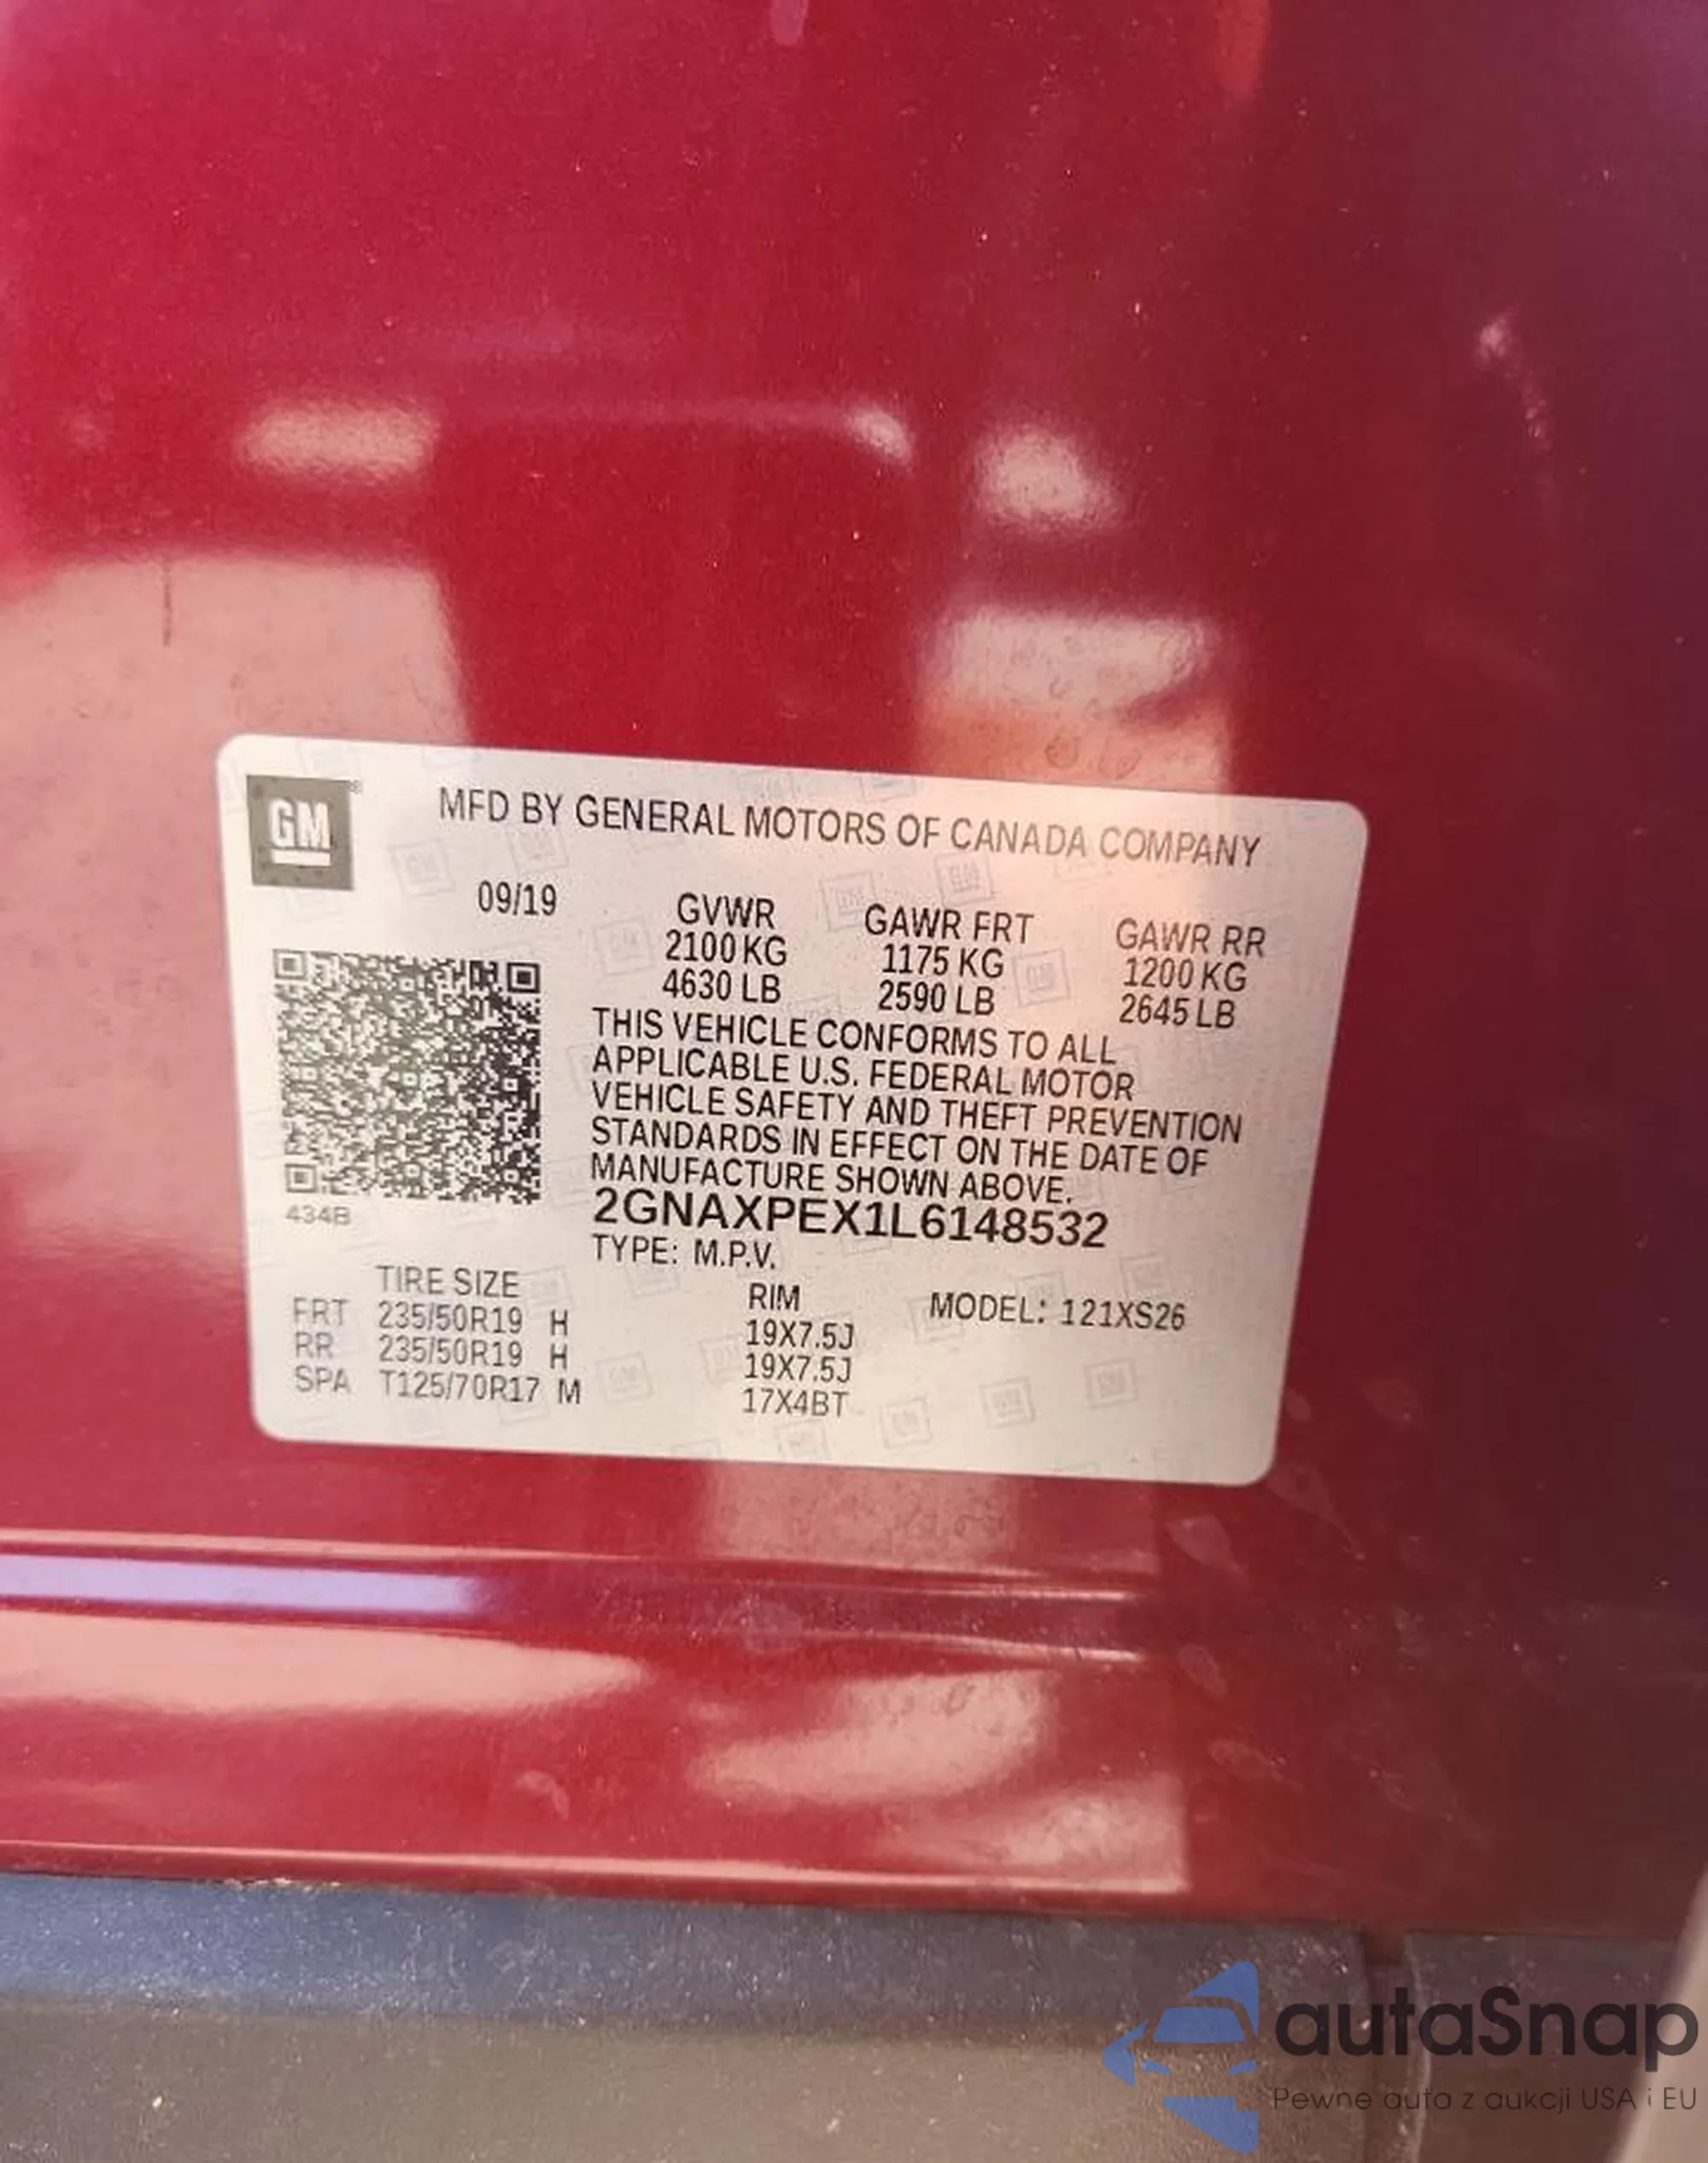 GM
MFD BY GENERAL MOTORS OF CANADA COMPANY
09/19
GVWR GAWR FRT GAWR RR
2100 KG 1175 KG 1200 KG
4630 LB 2590 LB 2645 LB
THIS VEHICLE CONFORMS TO ALL
APPLICABLE U.S. FEDERAL MOTOR
VEHICLE SAFETY AND THEFT PREVENTION
STANDARDS IN EFFECT ON THE DATE OF
MANUFACTURE SHOWN ABOVE.
434B
2GNAXPEX1L6148532
TYPE: M.P.V.
TIRE SIZE RIM MODEL: 121XS26
FRT 235/50R19 H 19X7.5J
RR 235/50R19 H 19X7.5J
SPA T125/70R17 M 17X4BT
autaSnap
Pewne auta z aukcji USA i EU